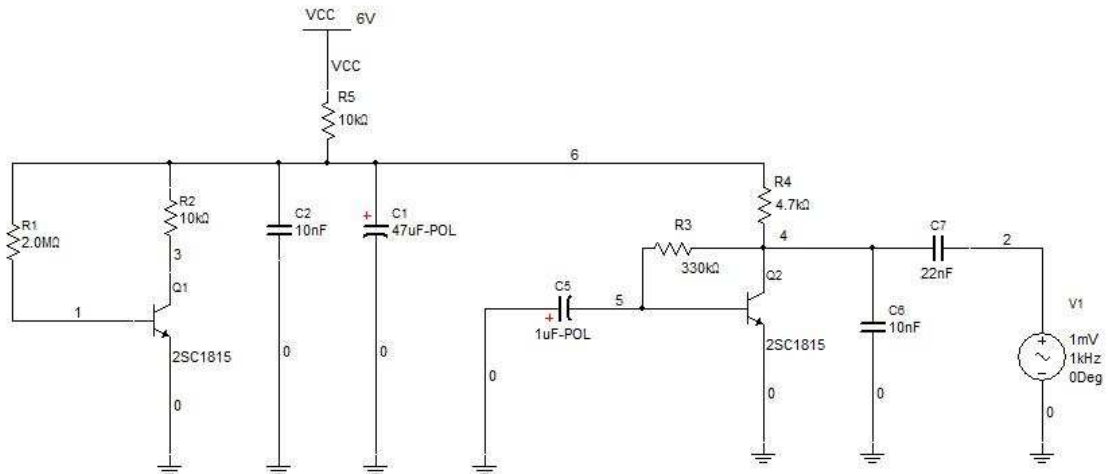 VCC
6V
VCC
R5
10kΩ
6
R1
2.0MΩ
R2
10kΩ
3
Q1
1
2SC1815
0
C2
10nF
0
C1
+
47uF-POL
0
C5
+
1uF-POL
0
5
R3
330kΩ
R4
4.7kΩ
4
Q2
2SC1815
0
C6
10nF
0
C7
22nF
2
V1
1mV
1kHz
0Deg
0